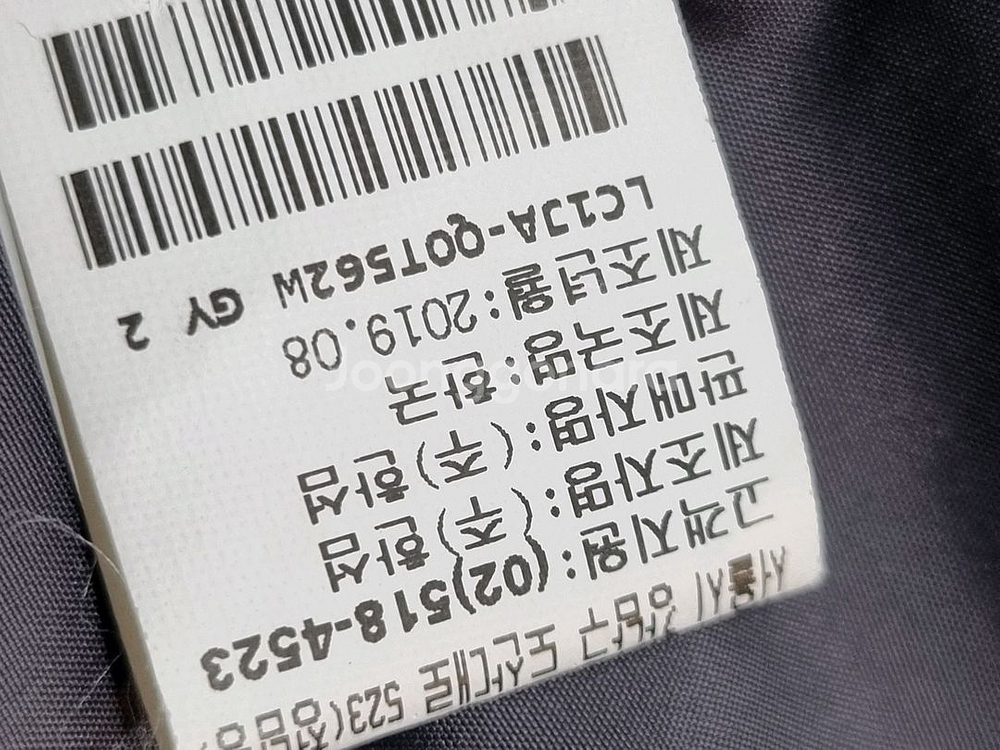 LC1JA-QOT562W GY 2
제조년월:2019.08
제조국명:한국
판매자명:(주)한섬
제조자명:(주)한섬
고객지원:(02)518-4523
서울시 강남구 도산대로 523(청담동
Joonggonara